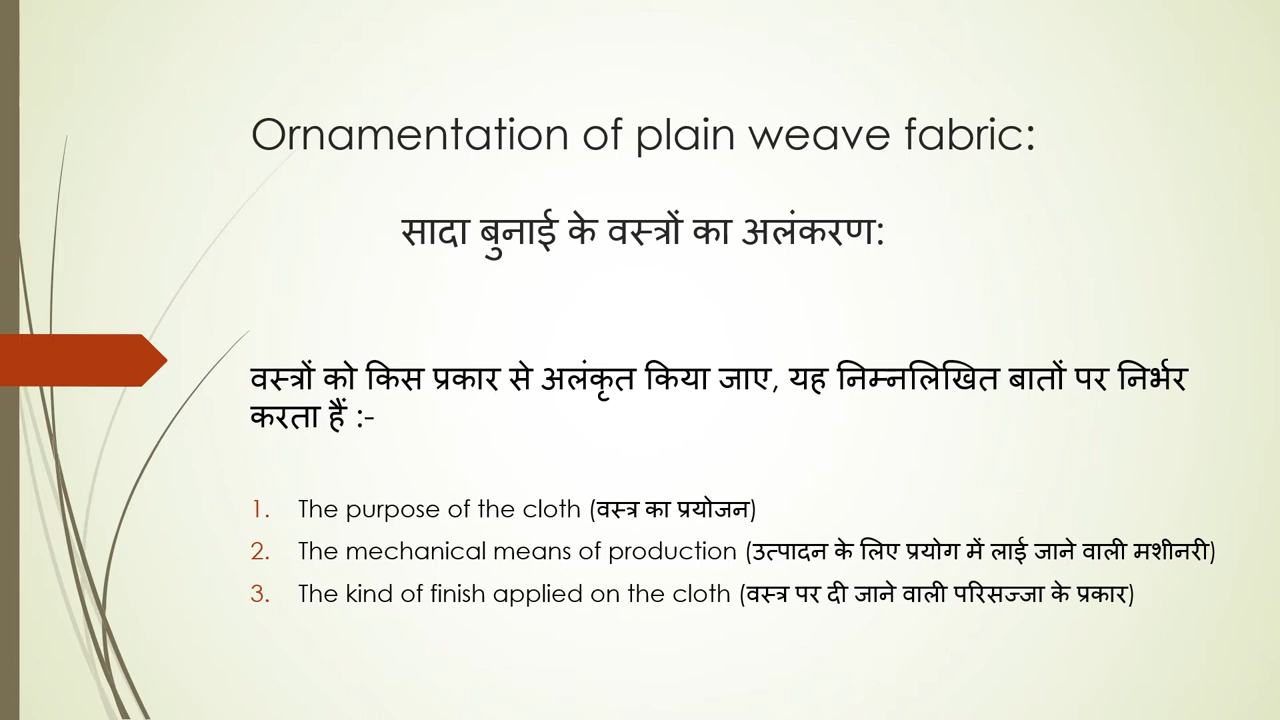 Ornamentation of plain weave fabric:
सादा बुनाई के वस्त्रों का अलंकरण:
वस्त्रों को किस प्रकार से अलंकृत किया जाए, यह निम्नलिखित बातों पर निर्भर
करता हैं :-
1. The purpose of the cloth (वस्त्र का प्रयोजन)
2. The mechanical means of production (उत्पादन के लिए प्रयोग में लाई जाने वाली मशीनरी)
3. The kind of finish applied on the cloth (वस्त्र पर दी जाने वाली परिसज्जा के प्रकार)